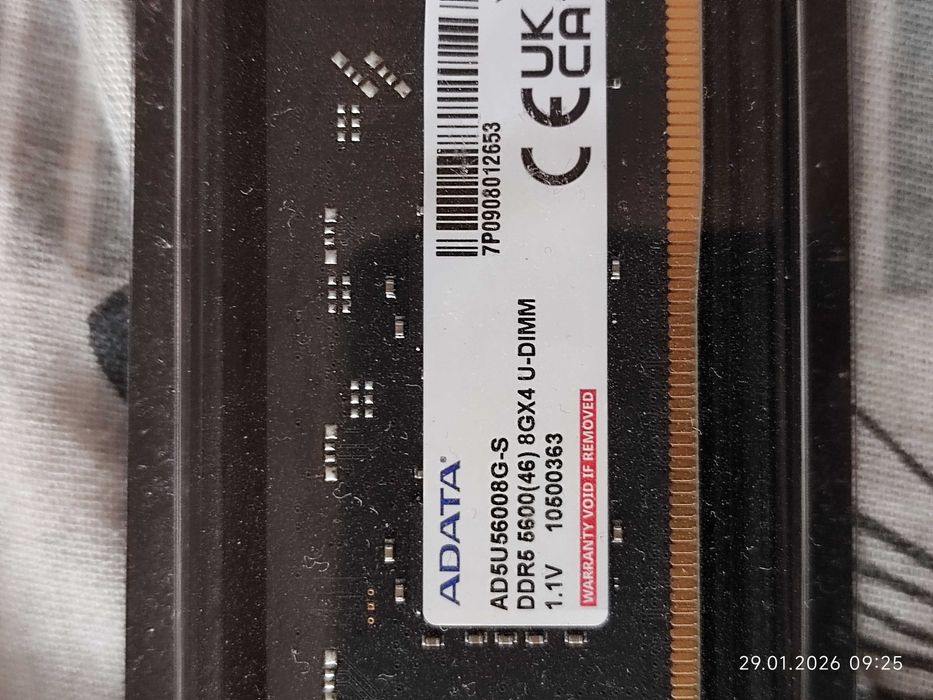 ADATA®
AD5U56008G-S
DDR5 5600(46) 8GX4 U-DIMM
1.1V 10500363
WARRANTY VOID IF REMOVED
7P0908012653
CE
UK
CA
29.01.2026 09:25